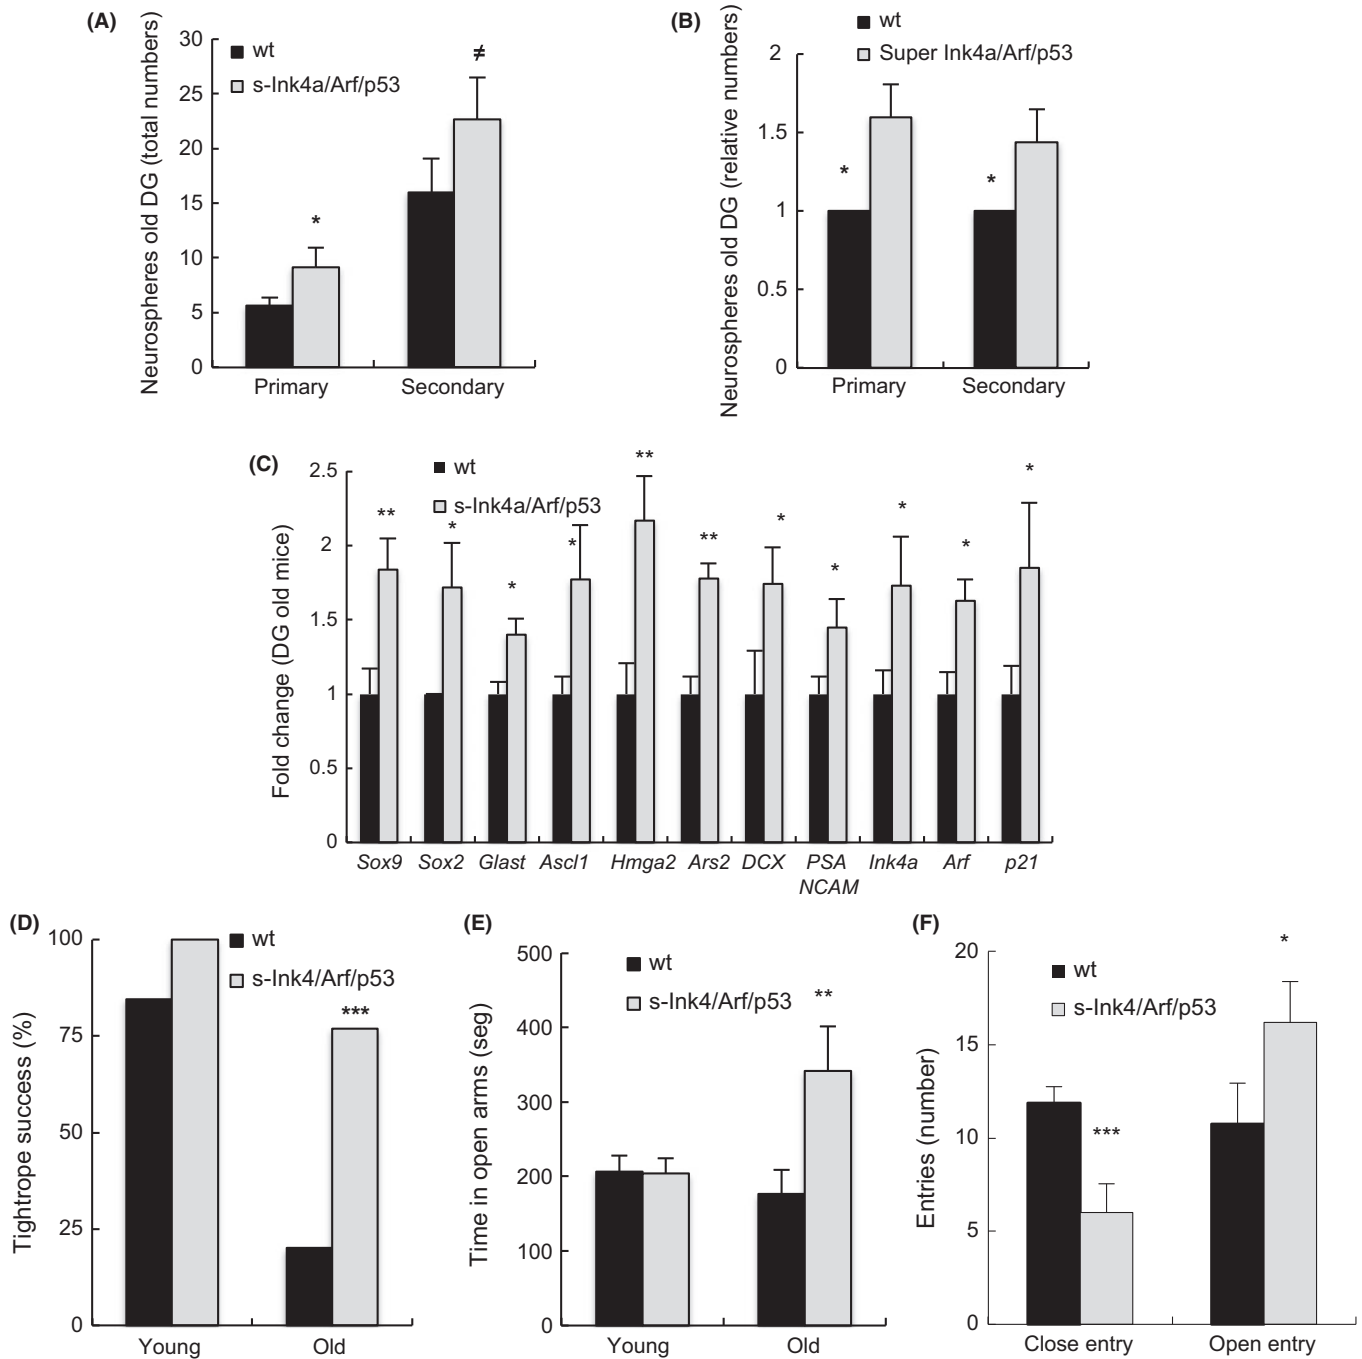 (A)
30
25
20
15
10
5
0
Neurospheres old DG (total numbers)
wt
s-Ink4a/Arf/p53
*
≠
Primary
Secondary
(B)
2
1.5
1
0.5
0
Neurospheres old DG (relative numbers)
wt
Super Ink4a/Arf/p53
*
*
Primary
Secondary
(C)
2.5
2
1.5
1
0.5
0
Fold change (DG old mice)
wt
s-Ink4a/Arf/p53
**
*
*
*
**
**
*
*
*
*
*
Sox9
Sox2
Glast
Ascl1
Hmga2
Ars2
DCX
PSA
NCAM
Ink4a
Arf
p21
(D)
100
75
50
25
0
Tightrope success (%)
wt
s-Ink4/Arf/p53
***
Young
Old
(E)
500
400
300
200
100
0
Time in open arms (seg)
wt
s-Ink4/Arf/p53
**
Young
Old
(F)
20
15
10
5
0
Entries (number)
wt
s-Ink4/Arf/p53
***
*
Close entry
Open entry